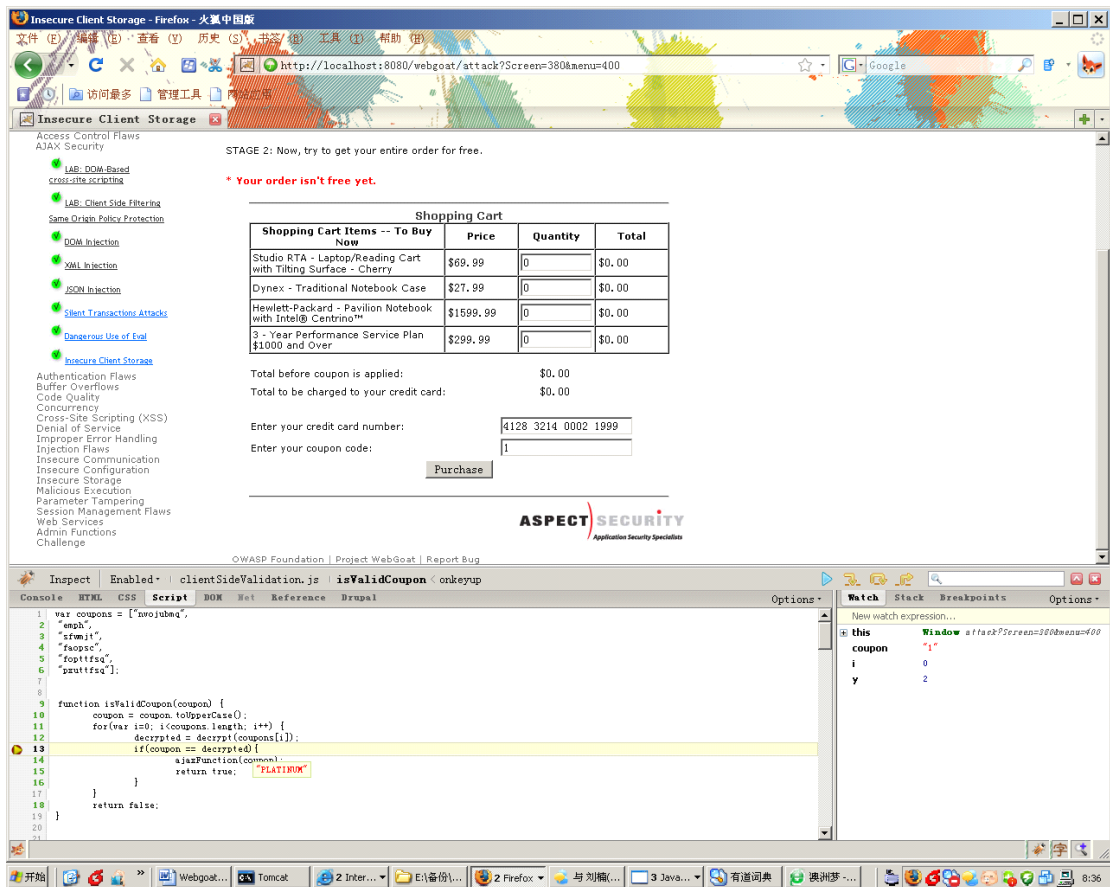 Insecure Client Storage - Firefox - 火狐中国版
文件 (F) 编辑 (E) 查看 (V) 历史 (S) 书签 (B) 工具 (T) 帮助 (H)
http://localhost:8080/webgoat/attack?Screen=380&menu=400
Google
访问最多 管理工具 网站应用
Insecure Client Storage
Access Control Flaws
AJAX Security
LAB: DOM-Based
cross-site scripting
LAB: Client Side Filtering
Same Origin Policy Protection
DOM Injection
XML Injection
JSON Injection
Silent Transactions Attacks
Dangerous Use of Eval
Insecure Client Storage
Authentication Flaws
Buffer Overflows
Code Quality
Concurrency
Cross-Site Scripting (XSS)
Denial of Service
Improper Error Handling
Injection Flaws
Insecure Communication
Insecure Configuration
Insecure Storage
Malicious Execution
Parameter Tampering
Session Management Flaws
Web Services
Admin Functions
Challenge
STAGE 2: Now, try to get your entire order for free.
* Your order isn't free yet.
Shopping Cart
Shopping Cart Items -- To Buy
Now
Price
Quantity
Total
Studio RTA - Laptop/Reading Cart
with Tilting Surface - Cherry
$69.99
0
$0.00
Dynex - Traditional Notebook Case
$27.99
0
$0.00
Hewlett-Packard - Pavilion Notebook
with Intel® Centrino™
$1599.99
0
$0.00
3 - Year Performance Service Plan
$1000 and Over
$299.99
0
$0.00
Total before coupon is applied: $0.00
Total to be charged to your credit card: $0.00
Enter your credit card number: 4128 3214 0002 1999
Enter your coupon code: 1
Purchase
ASPECT SECURITY
Application Security Specialists
OWASP Foundation | Project WebGoat | Report Bug
Inspect Enabled clientSideValidation.js isValidCoupon < onkeyup
Console HTML CSS Script DOM Net Reference Drupal Options
1 var coupons = ["nvojubmq",
2 "emph",
3 "sfwmjt",
4 "faopsc",
5 "fopttfsq",
6 "pxuttfsq"];
7
8
9 function isValidCoupon(coupon) {
10 coupon = coupon.toUpperCase();
11 for(var i=0; i<coupons.length; i++) {
12 decrypted = decrypt(coupons[i]);
13 if(coupon == decrypted){
14 ajaxFunction(coupon);
15 return true;
"PLATINUM"
16 }
17 }
18 return false;
19 }
20
21
Watch Stack Breakpoints Options
New watch expression...
this Window attack?Screen=380&menu=400
coupon "1"
i 0
y 2
字
开始 » Webgoat... Tomcat 2 Inter... E:\备份\... 2 Firefox 与 刘楠(... 3 Java... 有道词典 澳洲梦 -... 8:36